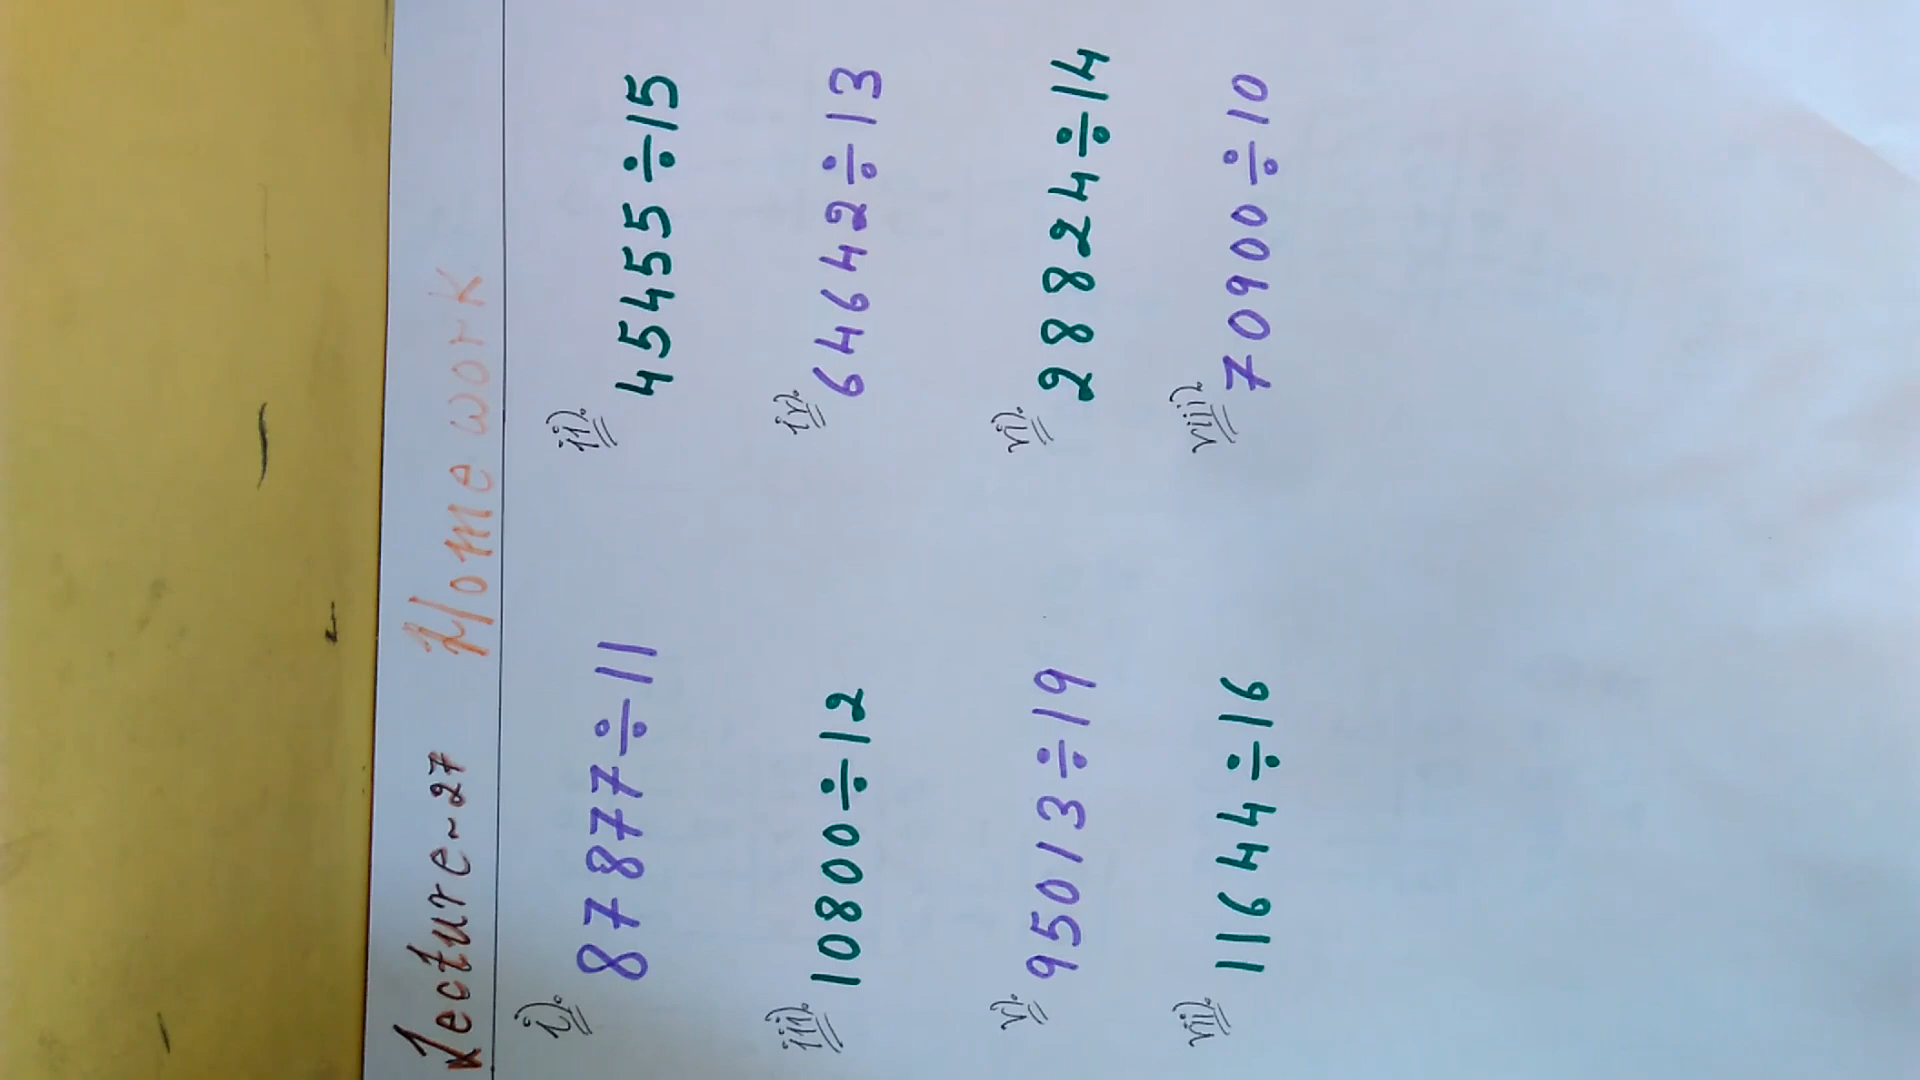 Lecture~27 Home work
i). 87877÷11 ii). 45455÷15
iii). 10800÷12 iv). 64642÷13
v). 95013÷19 vi). 28824÷14
vii). 11644÷16 viii). 70900÷10